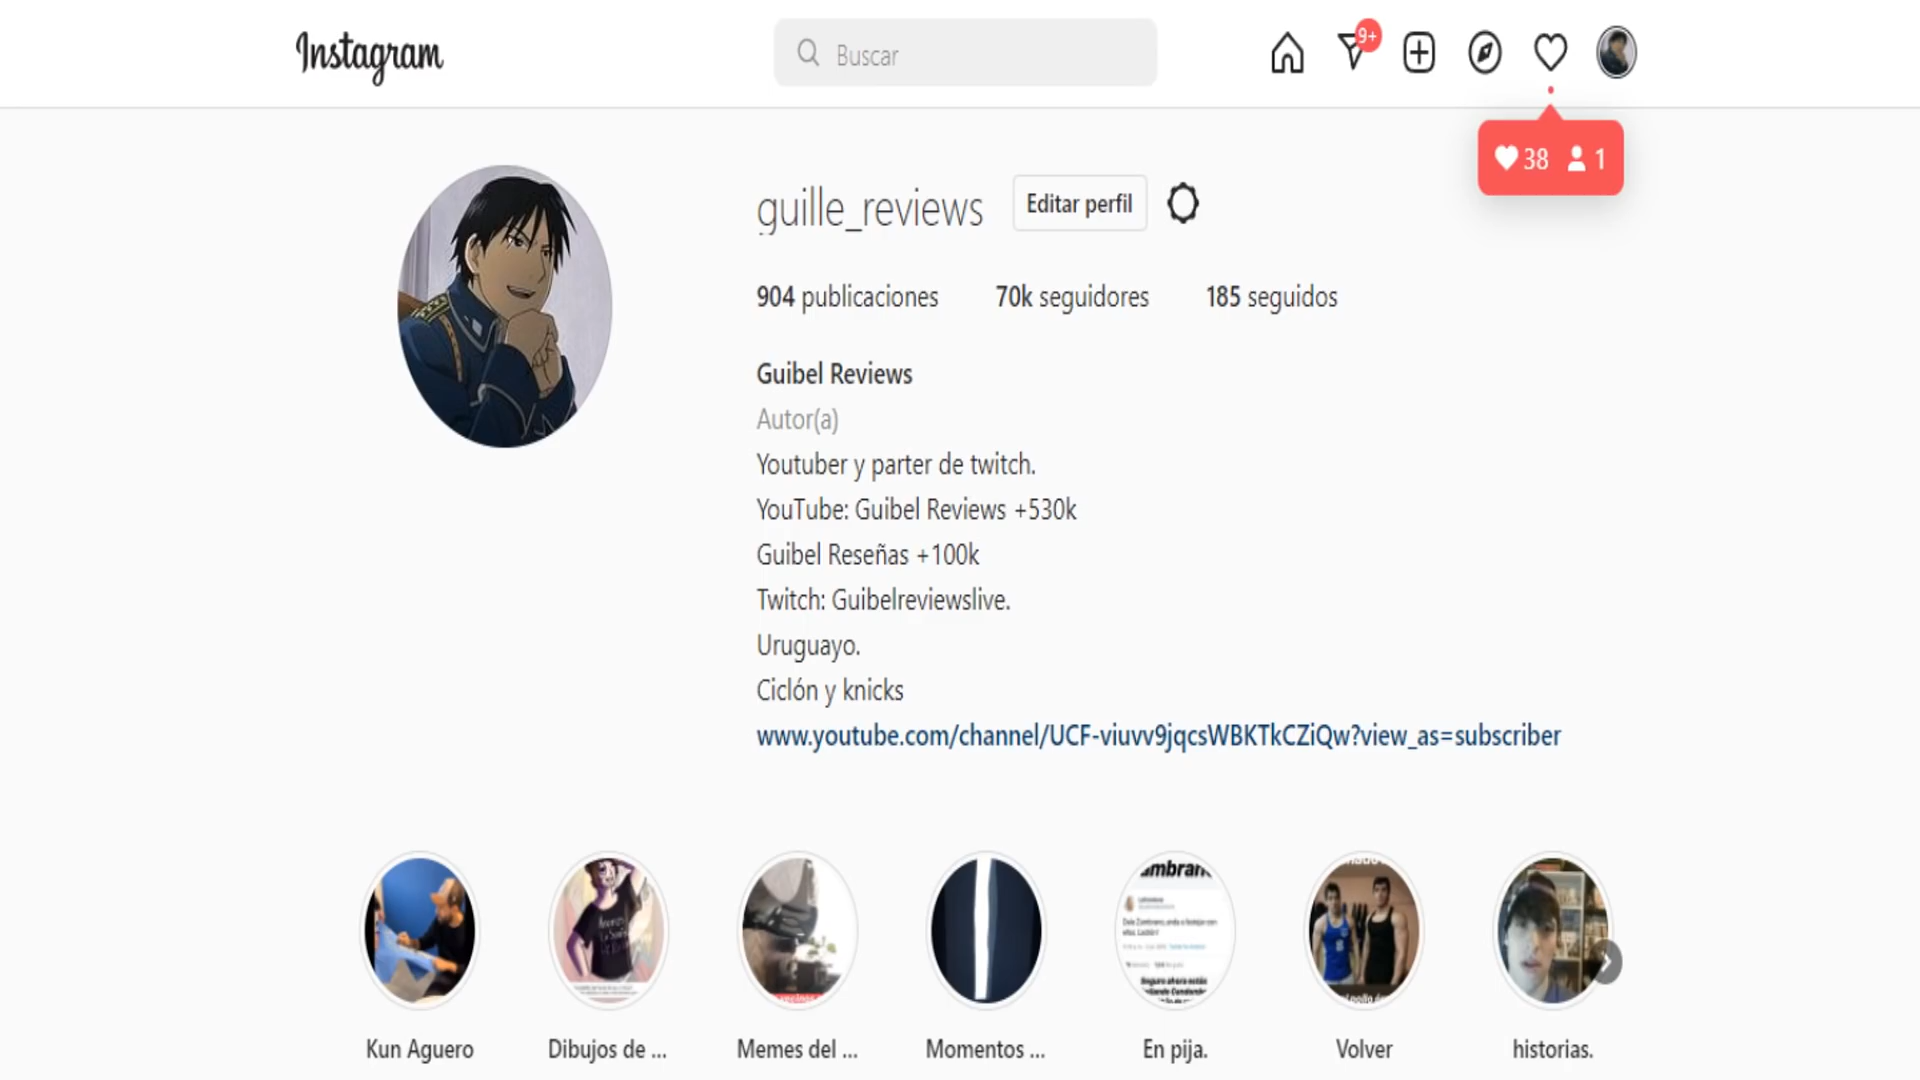 Instagram
Buscar
9+
38 1
guille_reviews Editar perfil
904 publicaciones 70k seguidores 185 seguidos
Guibel Reviews
Autor(a)
Youtuber y parter de twitch.
YouTube: Guibel Reviews +530k
Guibel Reseñas +100k
Twitch: Guibelreviewslive.
Uruguayo.
Ciclón y knicks
www.youtube.com/channel/UCF-viuvv9jqcsWBKTkCZiQw?view_as=subscriber
Kun Aguero Dibujos de ... Memes del ... Momentos ... En pija. Volver historias.